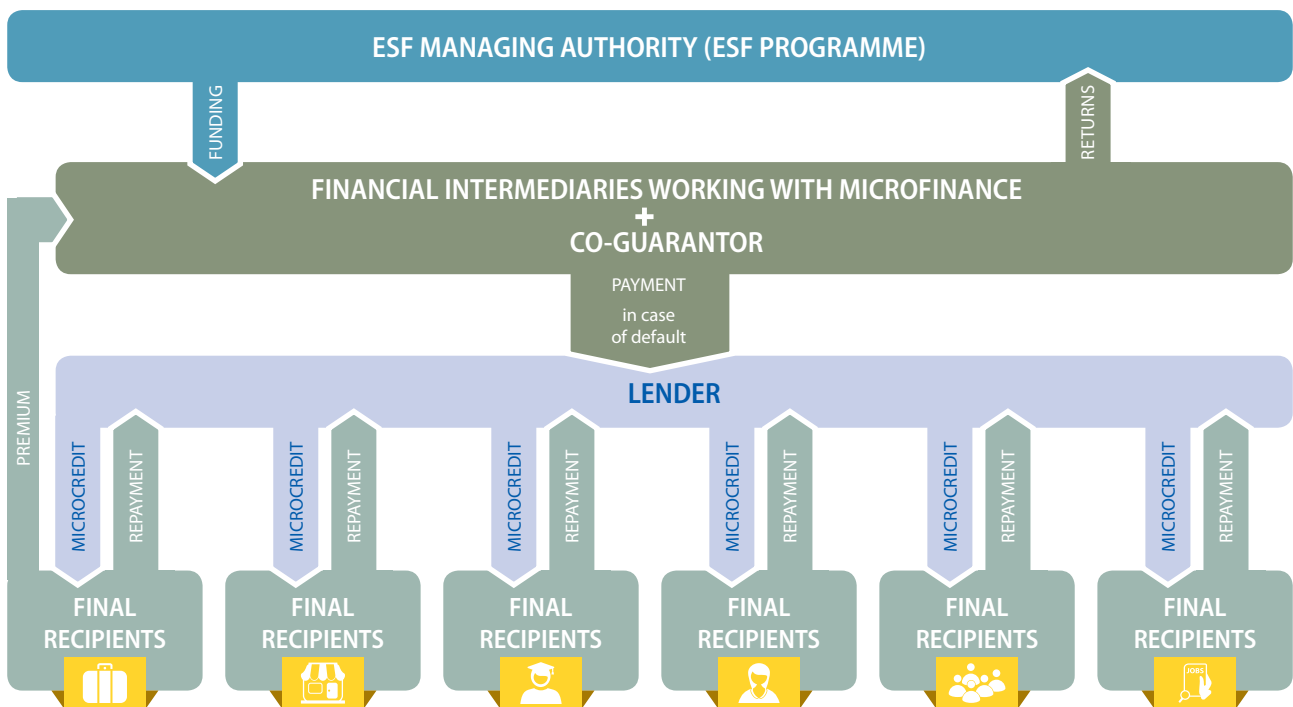 ESF MANAGING AUTHORITY (ESF PROGRAMME)
FUNDING
RETURNS
FINANCIAL INTERMEDIARIES WORKING WITH MICROFINANCE
+
CO-GUARANTOR
PAYMENT
in case
of default
PREMIUM
LENDER
MICROCREDIT
REPAYMENT
MICROCREDIT
REPAYMENT
MICROCREDIT
REPAYMENT
MICROCREDIT
REPAYMENT
MICROCREDIT
REPAYMENT
MICROCREDIT
REPAYMENT
FINAL
RECIPIENTS
FINAL
RECIPIENTS
FINAL
RECIPIENTS
FINAL
RECIPIENTS
FINAL
RECIPIENTS
FINAL
RECIPIENTS
JOBS